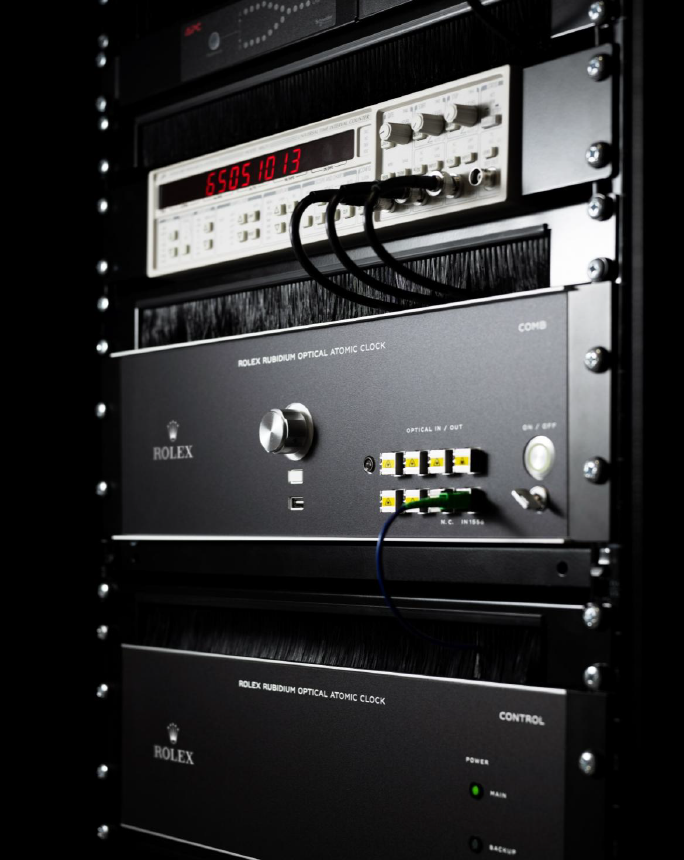 APC
65051013
COMB
ROLEX RUBIDIUM OPTICAL ATOMIC CLOCK
ROLEX
OPTICAL IN / OUT
ON / OFF
N.C.
ROLEX RUBIDIUM OPTICAL ATOMIC CLOCK
CONTROL
ROLEX
POWER
MAIN
BACKUP